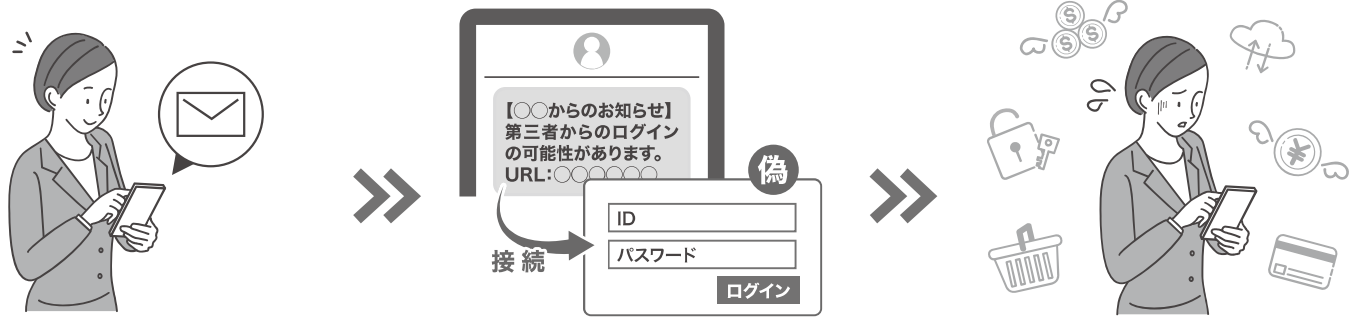 【○○からのお知らせ】
第三者からのログイン
の可能性があります。
URL:○○○○○○
偽
ID
パスワード
ログイン
接続
$
$
$
¥